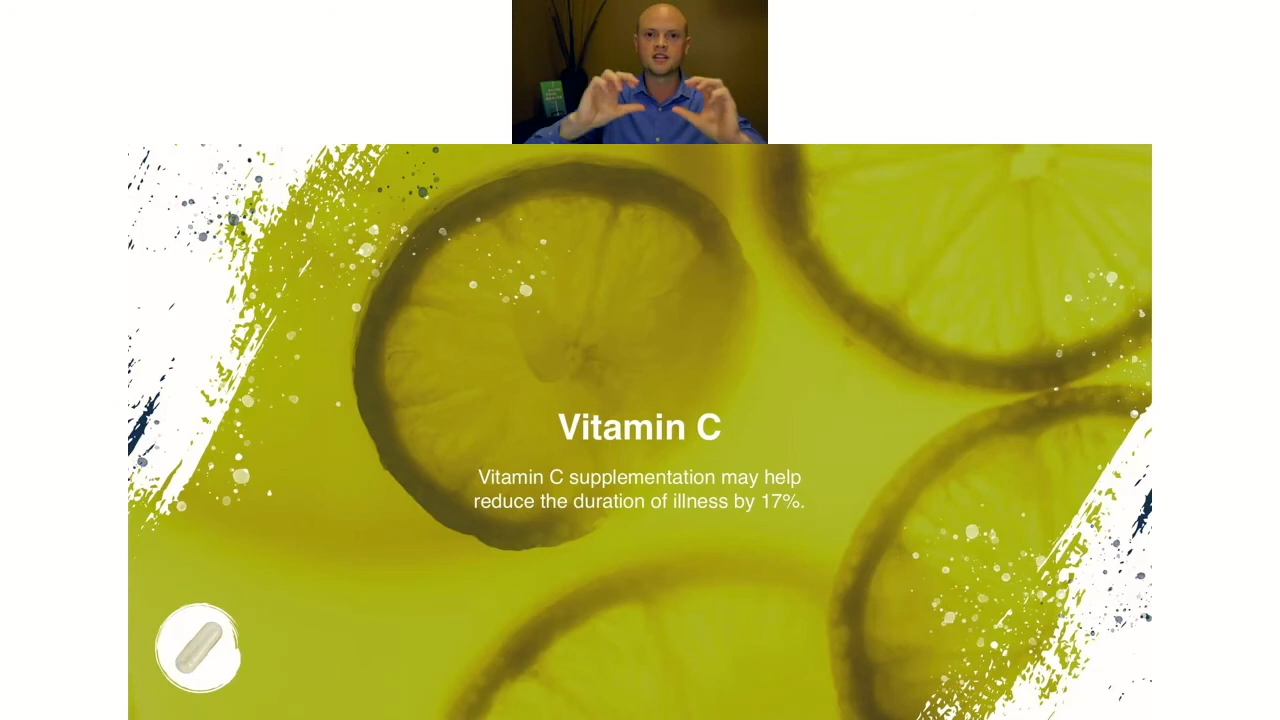 Vitamin C
Vitamin C supplementation may help
reduce the duration of illness by 17%.